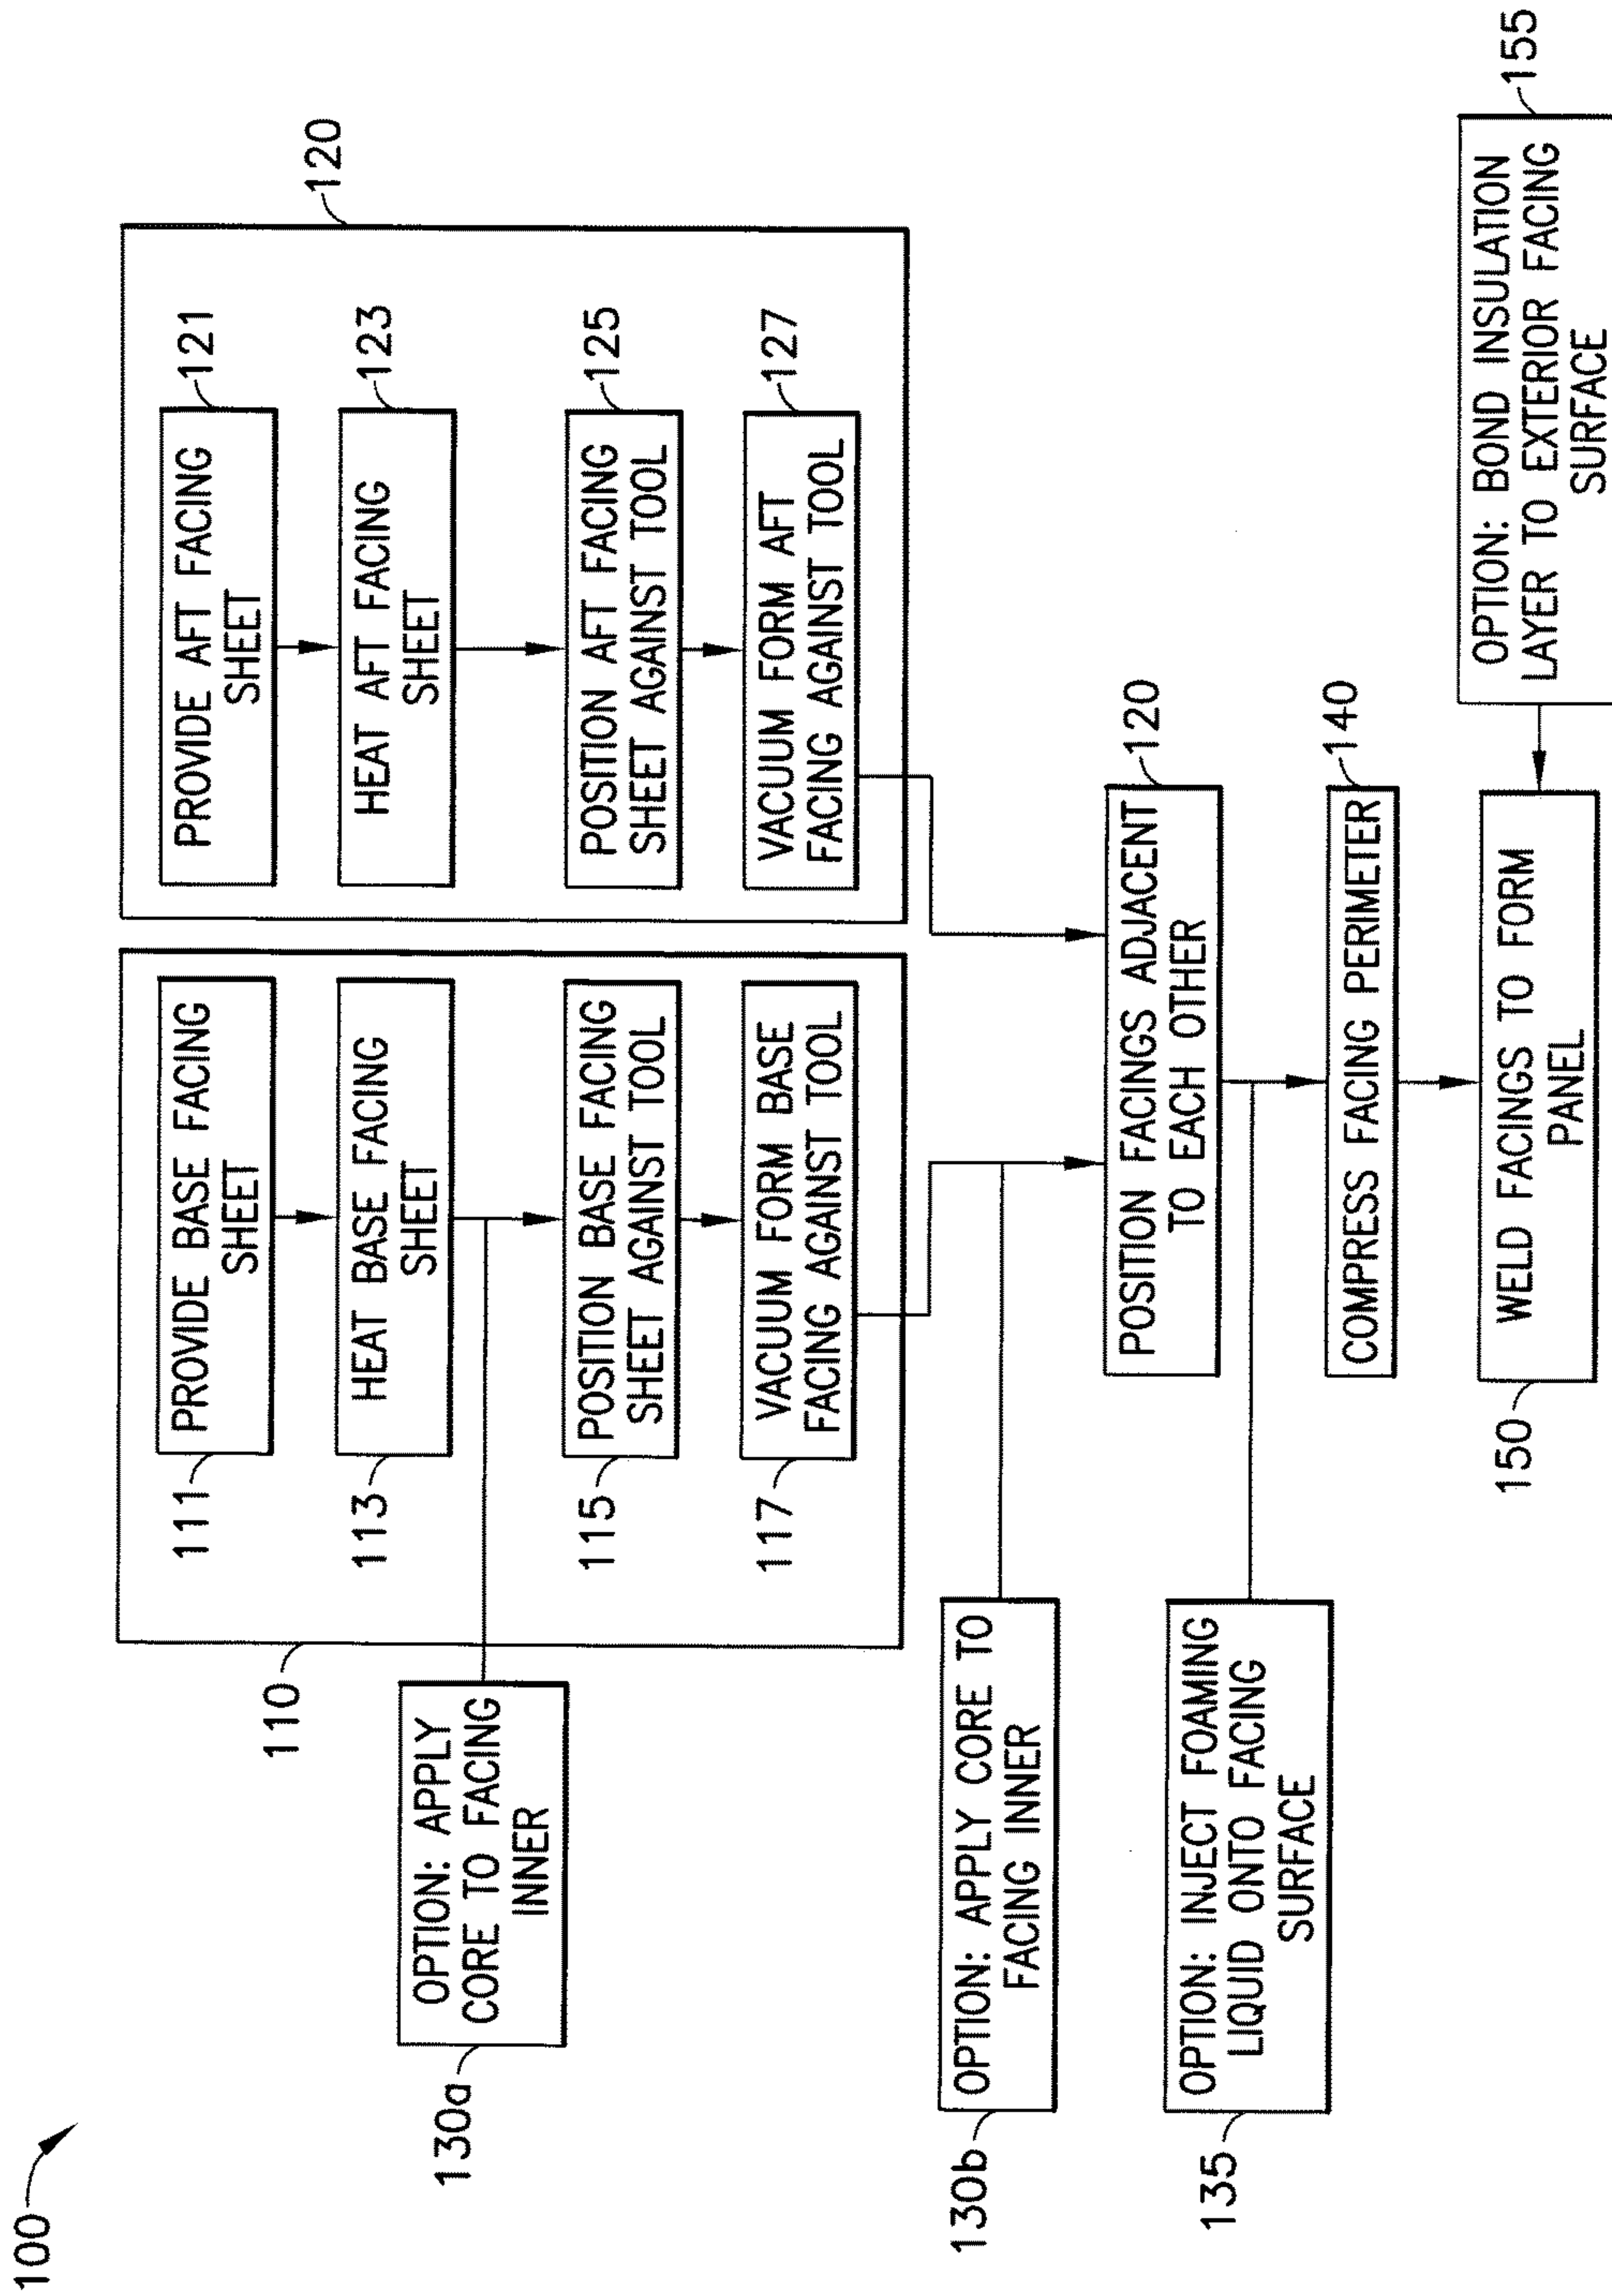 100
110
111
PROVIDE BASE FACING
SHEET
113
HEAT BASE FACING
SHEET
115
POSITION BASE FACING
SHEET AGAINST TOOL
117
VACUUM FORM BASE
FACING AGAINST TOOL
120
PROVIDE AFT FACING
SHEET
121
HEAT AFT FACING
SHEET
123
POSITION AFT FACING
SHEET AGAINST TOOL
125
VACUUM FORM AFT
FACING AGAINST TOOL
127
OPTION: APPLY
CORE TO FACING
INNER
130a
OPTION: APPLY CORE TO
FACING INNER
130b
POSITION FACINGS ADJACENT
TO EACH OTHER
120
OPTION: INJECT FOAMING
LIQUID ONTO FACING
SURFACE
135
COMPRESS FACING PERIMETER
140
WELD FACINGS TO FORM
PANEL
150
OPTION: BOND INSULATION
LAYER TO EXTERIOR FACING
SURFACE
155